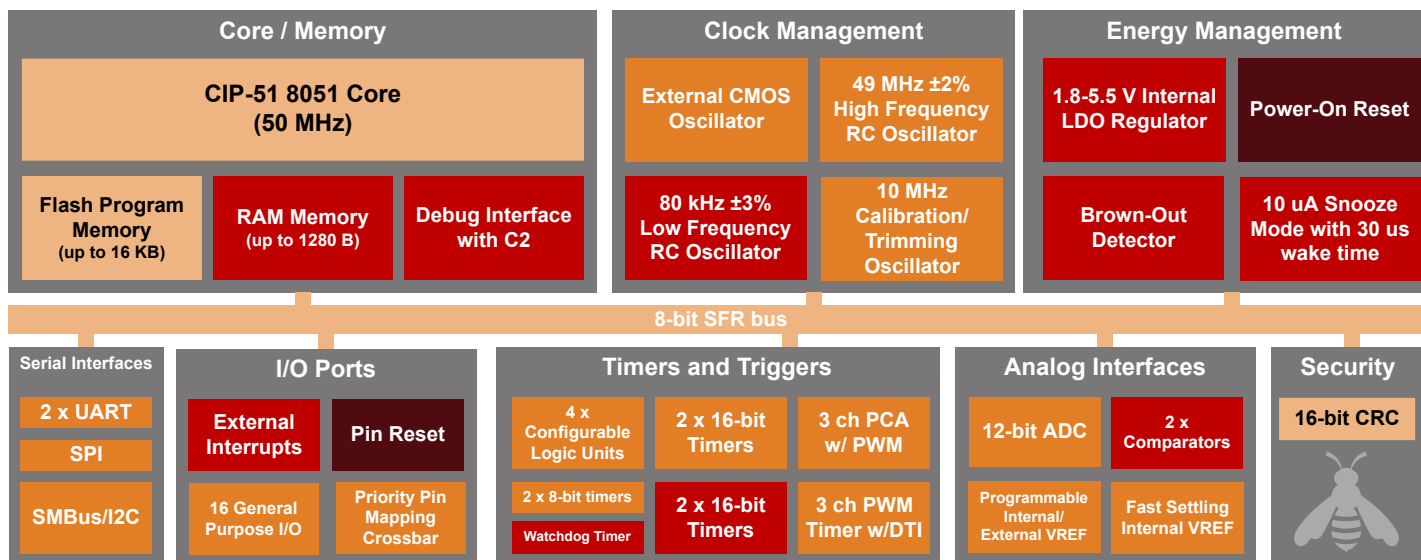 Core / Memory
CIP-51 8051 Core
(50 MHz)
Flash Program
Memory
(up to 16 KB)
RAM Memory
(up to 1280 B)
Debug Interface
with C2
Clock Management
External CMOS
Oscillator
49 MHz ±2%
High Frequency
RC Oscillator
80 kHz ±3%
Low Frequency
RC Oscillator
10 MHz
Calibration/
Trimming
Oscillator
Energy Management
1.8-5.5 V Internal
LDO Regulator
Power-On Reset
Brown-Out
Detector
10 uA Snooze
Mode with 30 us
wake time
8-bit SFR bus
Serial Interfaces
2 x UART
SPI
SMBus/I2C
I/O Ports
External
Interrupts
Pin Reset
16 General
Purpose I/O
Priority Pin
Mapping
Crossbar
Timers and Triggers
4 x
Configurable
Logic Units
2 x 16-bit
Timers
3 ch PCA
w/ PWM
2 x 8-bit timers
Watchdog Timer
2 x 16-bit
Timers
3 ch PWM
Timer w/DTI
Analog Interfaces
12-bit ADC
2 x
Comparators
Programmable
Internal/
External VREF
Fast Settling
Internal VREF
Security
16-bit CRC